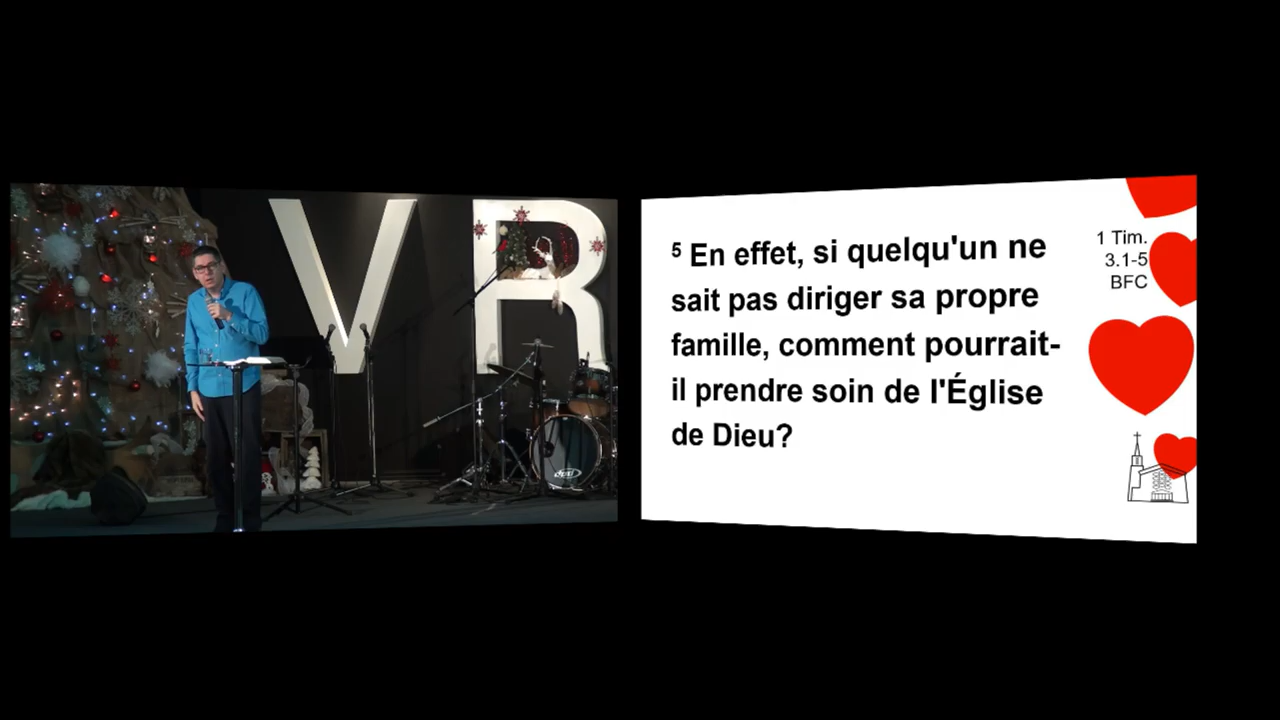 VR
5 En effet, si quelqu'un ne
sait pas diriger sa propre
famille, comment pourrait-
il prendre soin de l'Église
de Dieu?
1 Tim.
3.1-5
BFC